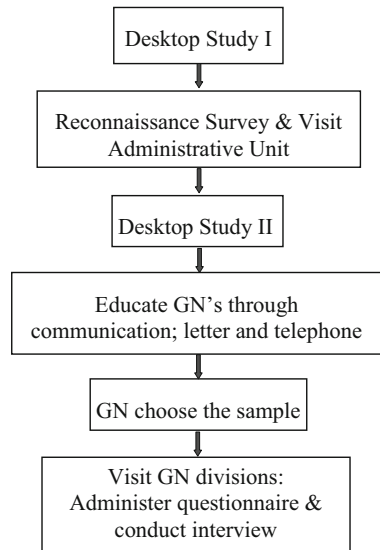 Desktop Study I
Reconnaissance Survey & Visit
Administrative Unit
Desktop Study II
Educate GN's through
communication; letter and telephone
GN choose the sample
Visit GN divisions:
Administer questionnaire &
conduct interview